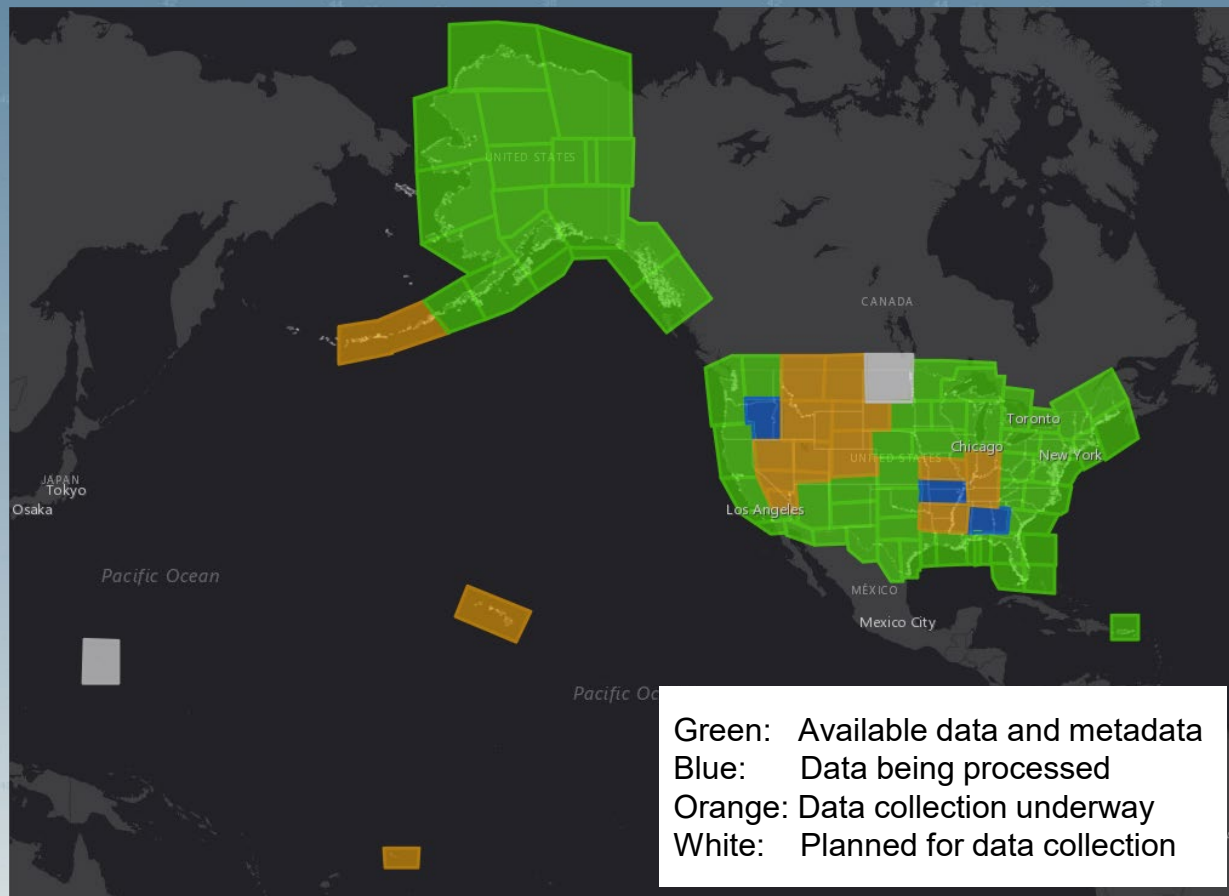 UNITED STATES
CANADA
Toronto
Chicago
New York
UNITED STATES
JAPAN
Tokyo
Osaka
Los Angeles
Pacific Ocean
MÉXICO
Mexico City
Pacific Oc
Green: Available data and metadata
Blue: Data being processed
Orange: Data collection underway
White: Planned for data collection